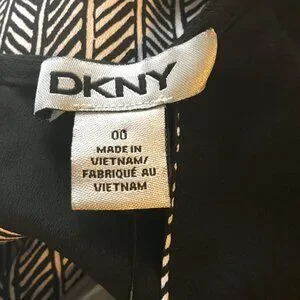 DKNY
00
MADE IN
VIETNAM/
FABRIQUÉ AU
VIETNAM